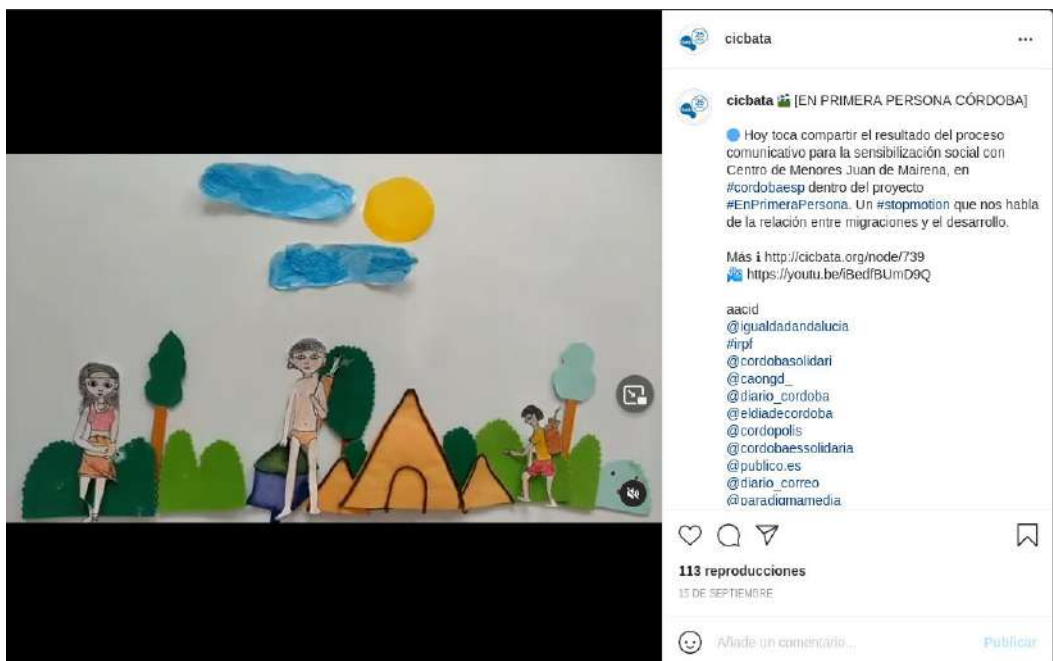 cicbata
cicbata [EN PRIMERA PERSONA CÓRDOBA]
Hoy toca compartir el resultado del proceso
comunicativo para la sensibilización social con
Centro de Menores Juan de Mairena, en
#cordobaesp dentro del proyecto
#EnPrimeraPersona. Un #stopmotion que nos habla
de la relación entre migraciones y el desarrollo.
Más ℹ http://cicbata.org/node/739
https://youtu.be/iBedfBUmD9Q
aacid
@igualdadandalucia
#irpf
@cordobasolidari
@caongd_
@diario_cordoba
@eldiadecordoba
@cordopolis
@cordobaessolidaria
@publico.es
@diario_correo
@paradigmamedia
113 reproducciones
15 DE SEPTIEMBRE
Añade un comentario...
Publicar